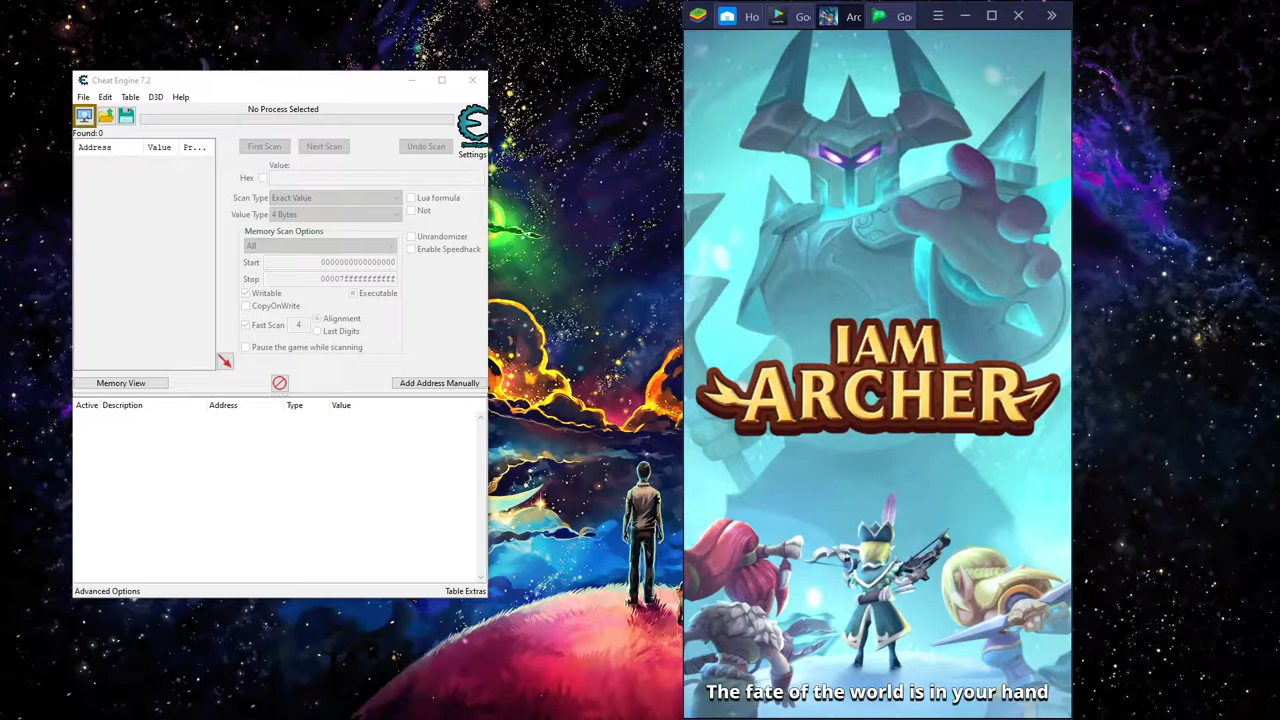 Cheat Engine 7.2
File Edit Table D3D Help
No Process Selected
Found: 0
Address Value Pr...
First Scan Next Scan Undo Scan
Settings
Value:
Hex
Scan Type Exact Value
Lua formula
Not
Value Type 4 Bytes
Memory Scan Options
All
Unrandomizer
Enable Speedhack
Start 0000000000000000
Stop 00007fffffffffff
Writable Executable
CopyOnWrite
Fast Scan 4 Alignment
Last Digits
Pause the game while scanning
Memory View
Add Address Manually
Active Description Address Type Value
Advanced Options
Table Extras
Ho Go Arc Go
I AM
ARCHER
The fate of the world is in your hand